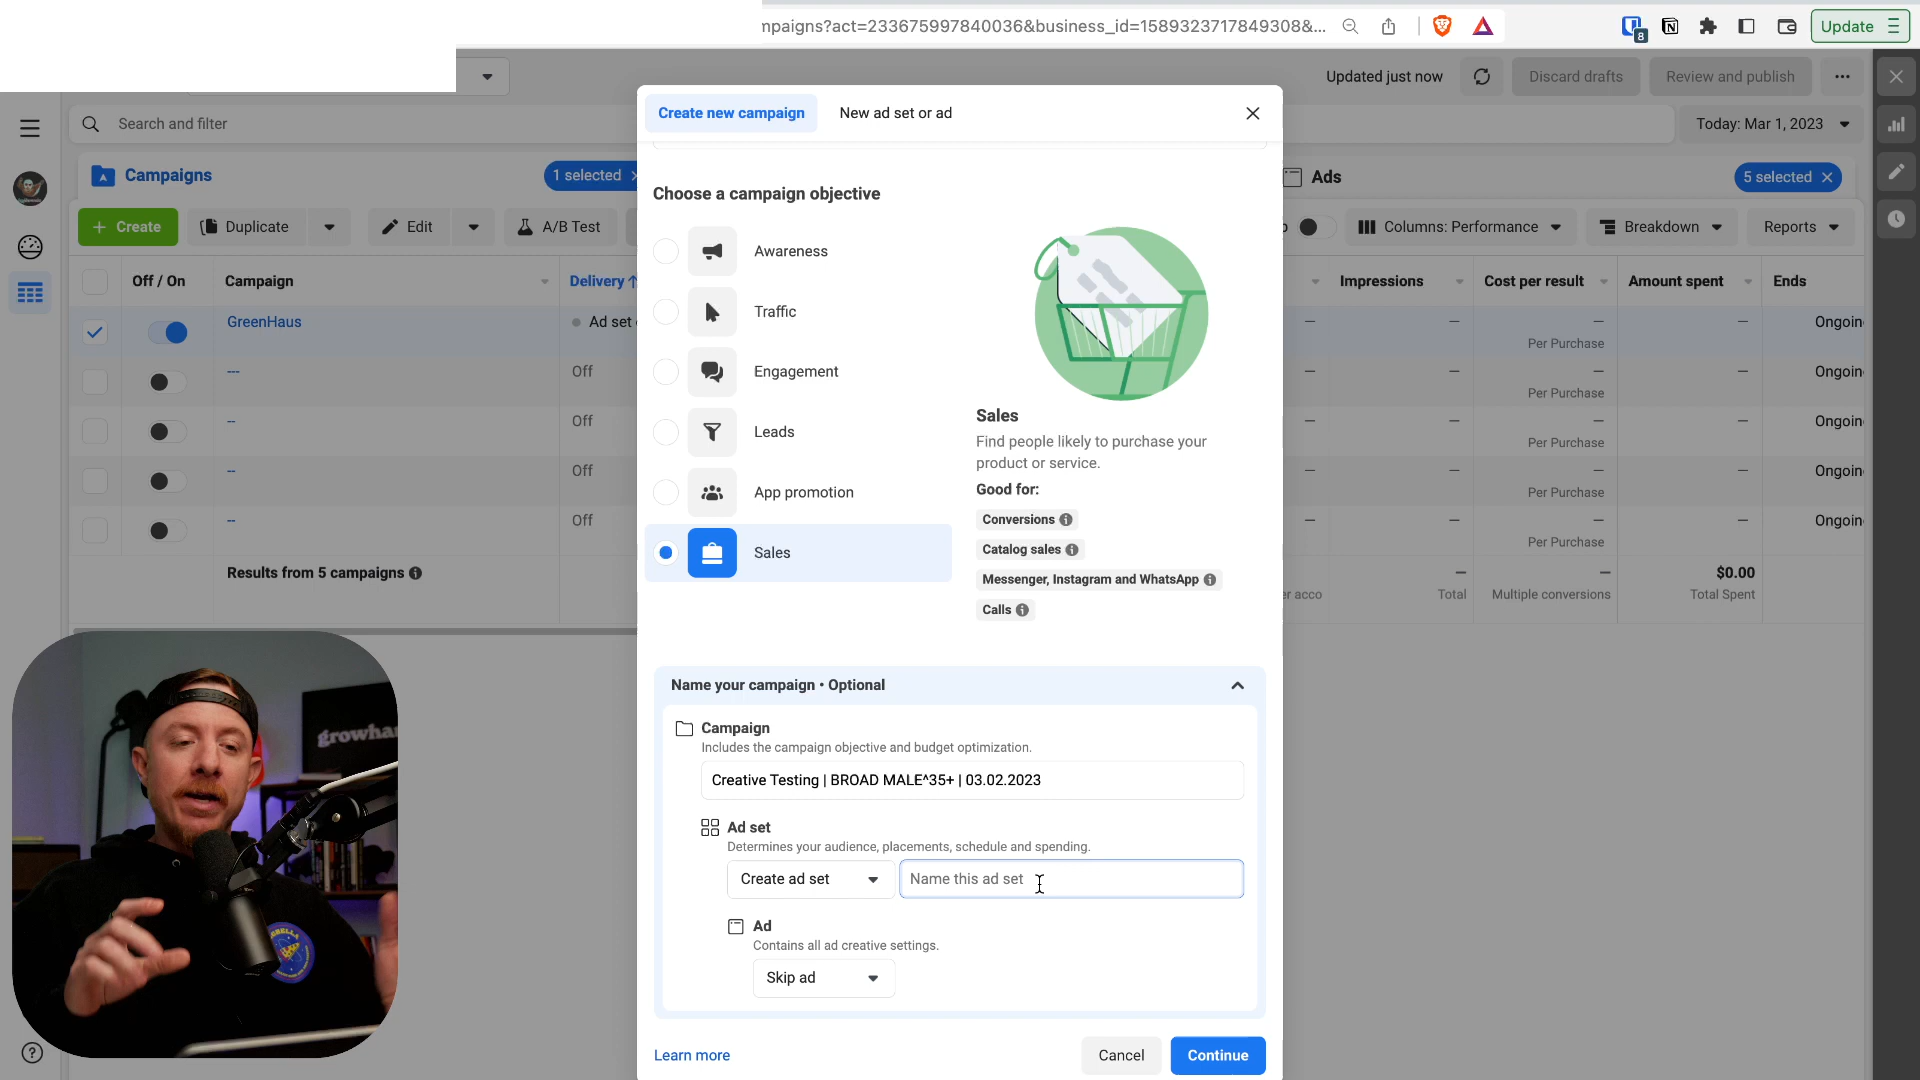 mpaigns?act=233675997840036&business_id=1589323717849308&...
8
Update
Updated just now
Discard drafts
Review and publish
Search and filter
Today: Mar 1, 2023
Campaigns
1 selected
Ads
5 selected
Create
Duplicate
Edit
A/B Test
Columns: Performance
Breakdown
Reports
Off / On
Campaign
Delivery
Impressions
Cost per result
Amount spent
Ends
GreenHaus
Ad set
—
—
—
Ongoin
Per Purchase
---
Off
—
—
—
Ongoin
Per Purchase
--
Off
—
—
—
Ongoin
Per Purchase
--
Off
—
—
—
Ongoin
Per Purchase
--
Off
—
—
—
Ongoin
Per Purchase
Results from 5 campaigns
—
—
$0.00
er acco
Total
Multiple conversions
Total Spent
Create new campaign
New ad set or ad
Choose a campaign objective
Awareness
Traffic
Engagement
Leads
App promotion
Sales
Sales
Find people likely to purchase your
product or service.
Good for:
Conversions
Catalog sales
Messenger, Instagram and WhatsApp
Calls
Name your campaign • Optional
Campaign
Includes the campaign objective and budget optimization.
Creative Testing | BROAD MALE^35+ | 03.02.2023
Ad set
Determines your audience, placements, schedule and spending.
Create ad set
Name this ad set
Ad
Contains all ad creative settings.
Skip ad
Learn more
Cancel
Continue
growha